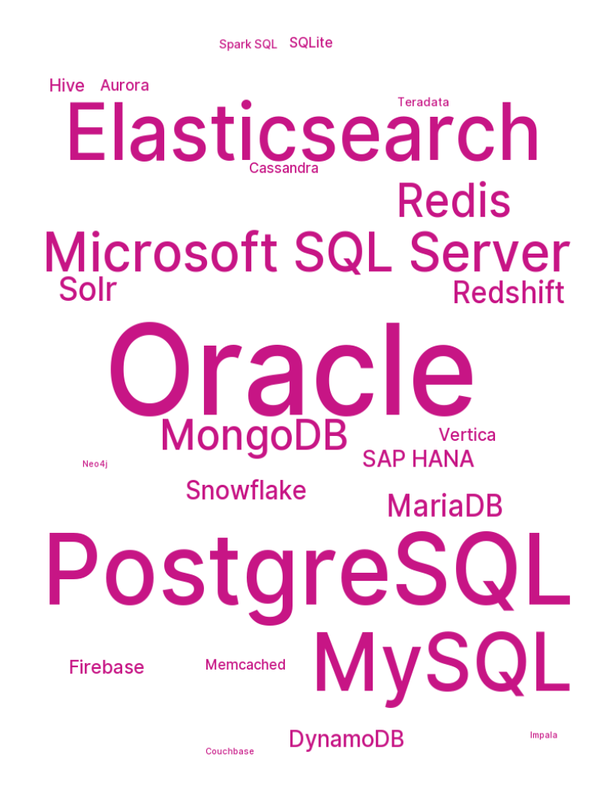 Spark SQL SQLite
Hive Aurora
Teradata
Elasticsearch
Cassandra
Redis
Microsoft SQL Server
Solr Redshift
Oracle
MongoDB
Vertica
SAP HANA
Neo4j
Snowflake
MariaDB
PostgreSQL
MySQL
Firebase Memcached
DynamoDB
Impala
Couchbase